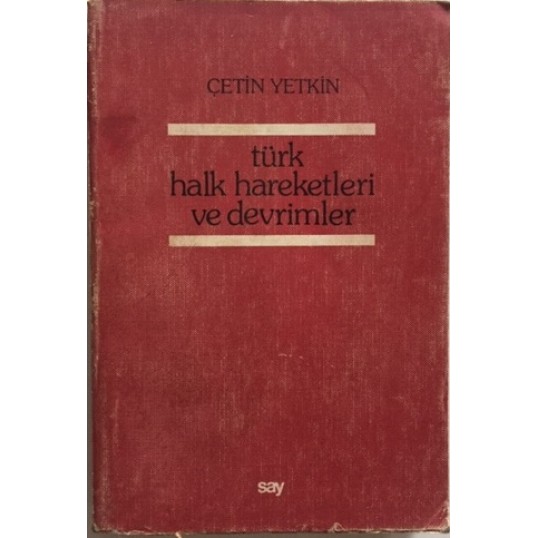 ÇETİN YETKİN
türk
halk hareketleri
ve devrimler
say